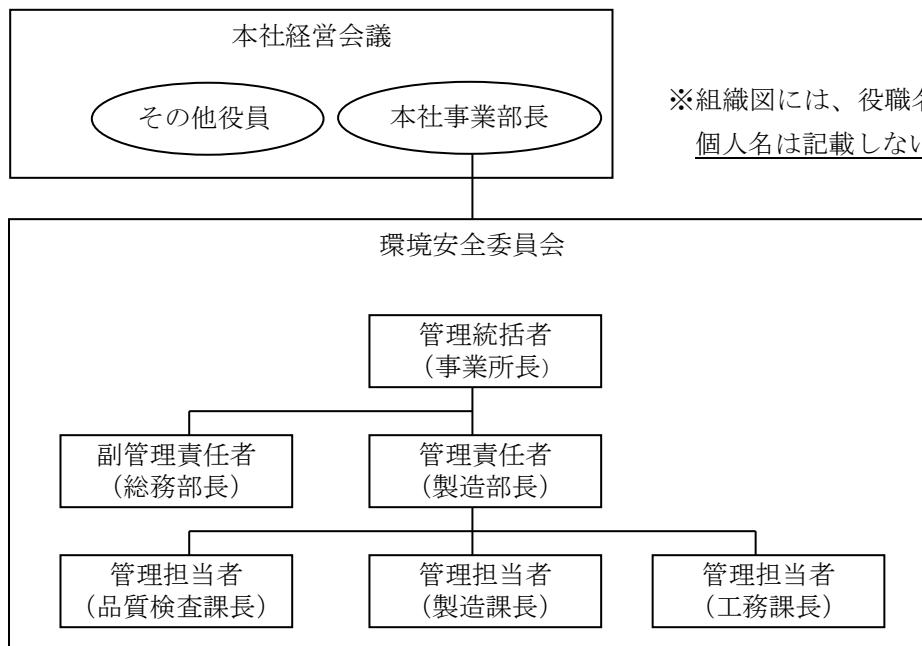 本社経営会議
その他役員
本社事業部長
※組織図には、役職名
個人名は記載しない
環境安全委員会
管理統括者
（事業所長）
副管理責任者
（総務部長）
管理責任者
（製造部長）
管理担当者
（品質検査課長）
管理担当者
（製造課長）
管理担当者
（工務課長）